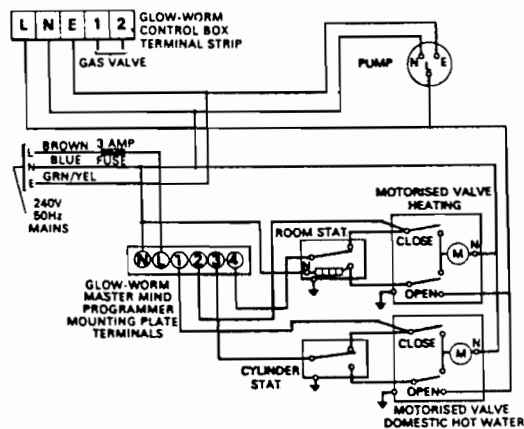 L N E 1 2
GLOW-WORM
CONTROL BOX
TERMINAL STRIP
GAS VALVE
PUMP
N L E
L BROWN 3 AMP
N BLUE FUSE
E GRN/YEL
240V
50Hz
MAINS
MOTORISED VALVE
HEATING
ROOM STAT.
CLOSE
M N
N
OPEN
N L 1 2 3 4
GLOW-WORM
MASTER MIND
PROGRAMMER
MOUNTING PLATE
TERMINALS
CLOSE
M N
CYLINDER
STAT
OPEN
MOTORISED VALVE
DOMESTIC HOT WATER